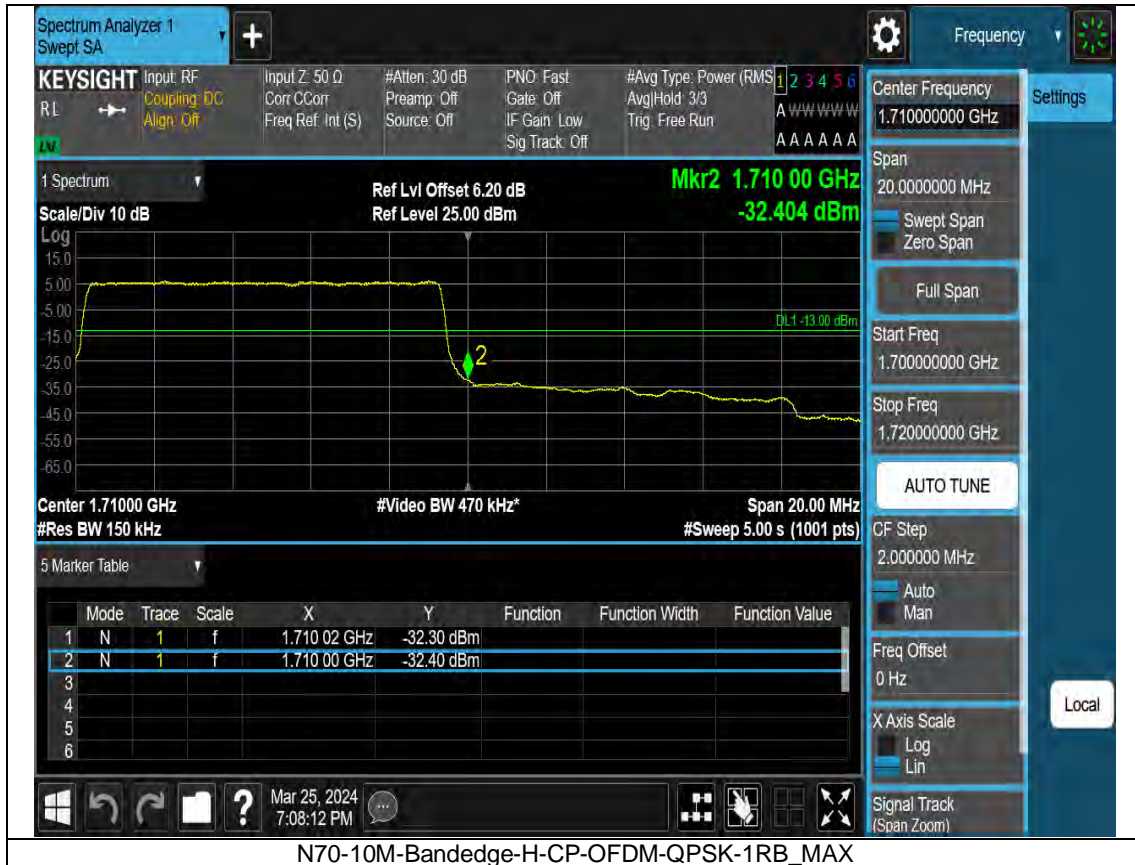 Spectrum Analyzer 1
Swept SA
Frequency
KEYSIGHT
RL
LXI
Input: RF
Coupling: DC
Align: Off
Input Z: 50 Ω
Corr CCorr
Freq Ref: Int (S)
#Atten: 30 dB
Preamp: Off
Source: Off
PNO: Fast
Gate: Off
IF Gain: Low
Sig Track: Off
#Avg Type: Power (RMS
Avg|Hold: 3/3
Trig: Free Run
1 2 3 4 5 6
A W W W W W
A A A A A A
1 Spectrum
Ref Lvl Offset 6.20 dB
Mkr2 1.710 00 GHz
Scale/Div 10 dB
Ref Level 25.00 dBm
-32.404 dBm
Log
15.0
5.00
-5.00
-15.0
-25.0
-35.0
-45.0
-55.0
-65.0
DL1 -13.00 dBm
2
Center 1.71000 GHz
#Video BW 470 kHz*
Span 20.00 MHz
#Res BW 150 kHz
#Sweep 5.00 s (1001 pts)
5 Marker Table
Mode Trace Scale X Y Function Function Width Function Value
1 N 1 f 1.710 02 GHz -32.30 dBm
2 N 1 f 1.710 00 GHz -32.40 dBm
3
4
5
6
Center Frequency
1.710000000 GHz
Settings
Span
20.0000000 MHz
Swept Span
Zero Span
Full Span
Start Freq
1.700000000 GHz
Stop Freq
1.720000000 GHz
AUTO TUNE
CF Step
2.000000 MHz
Auto
Man
Freq Offset
0 Hz
Local
X Axis Scale
Log
Lin
Signal Track
(Span Zoom)
?
Mar 25, 2024
7:08:12 PM
N70-10M-Bandedge-H-CP-OFDM-QPSK-1RB_MAX